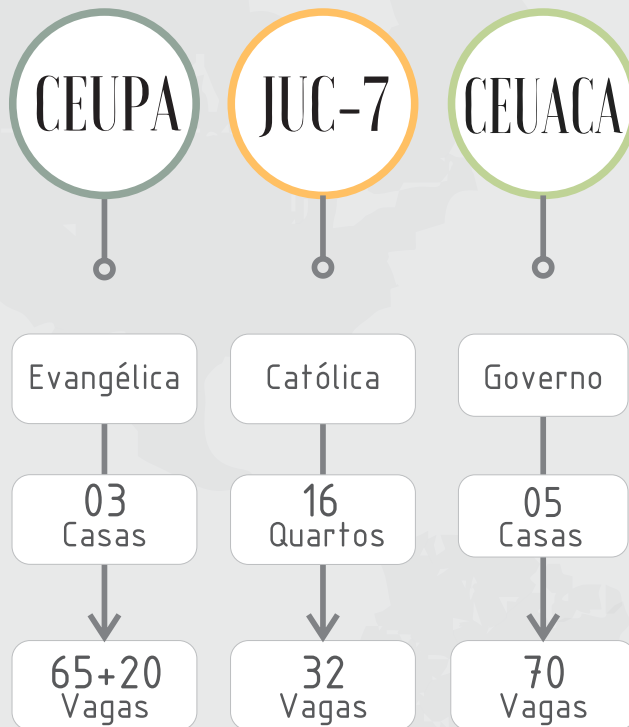 CEUPA
JUC-7
CEUACA
Evangélica
Católica
Governo
03
Casas
16
Quartos
05
Casas
65+20
Vagas
32
Vagas
70
Vagas